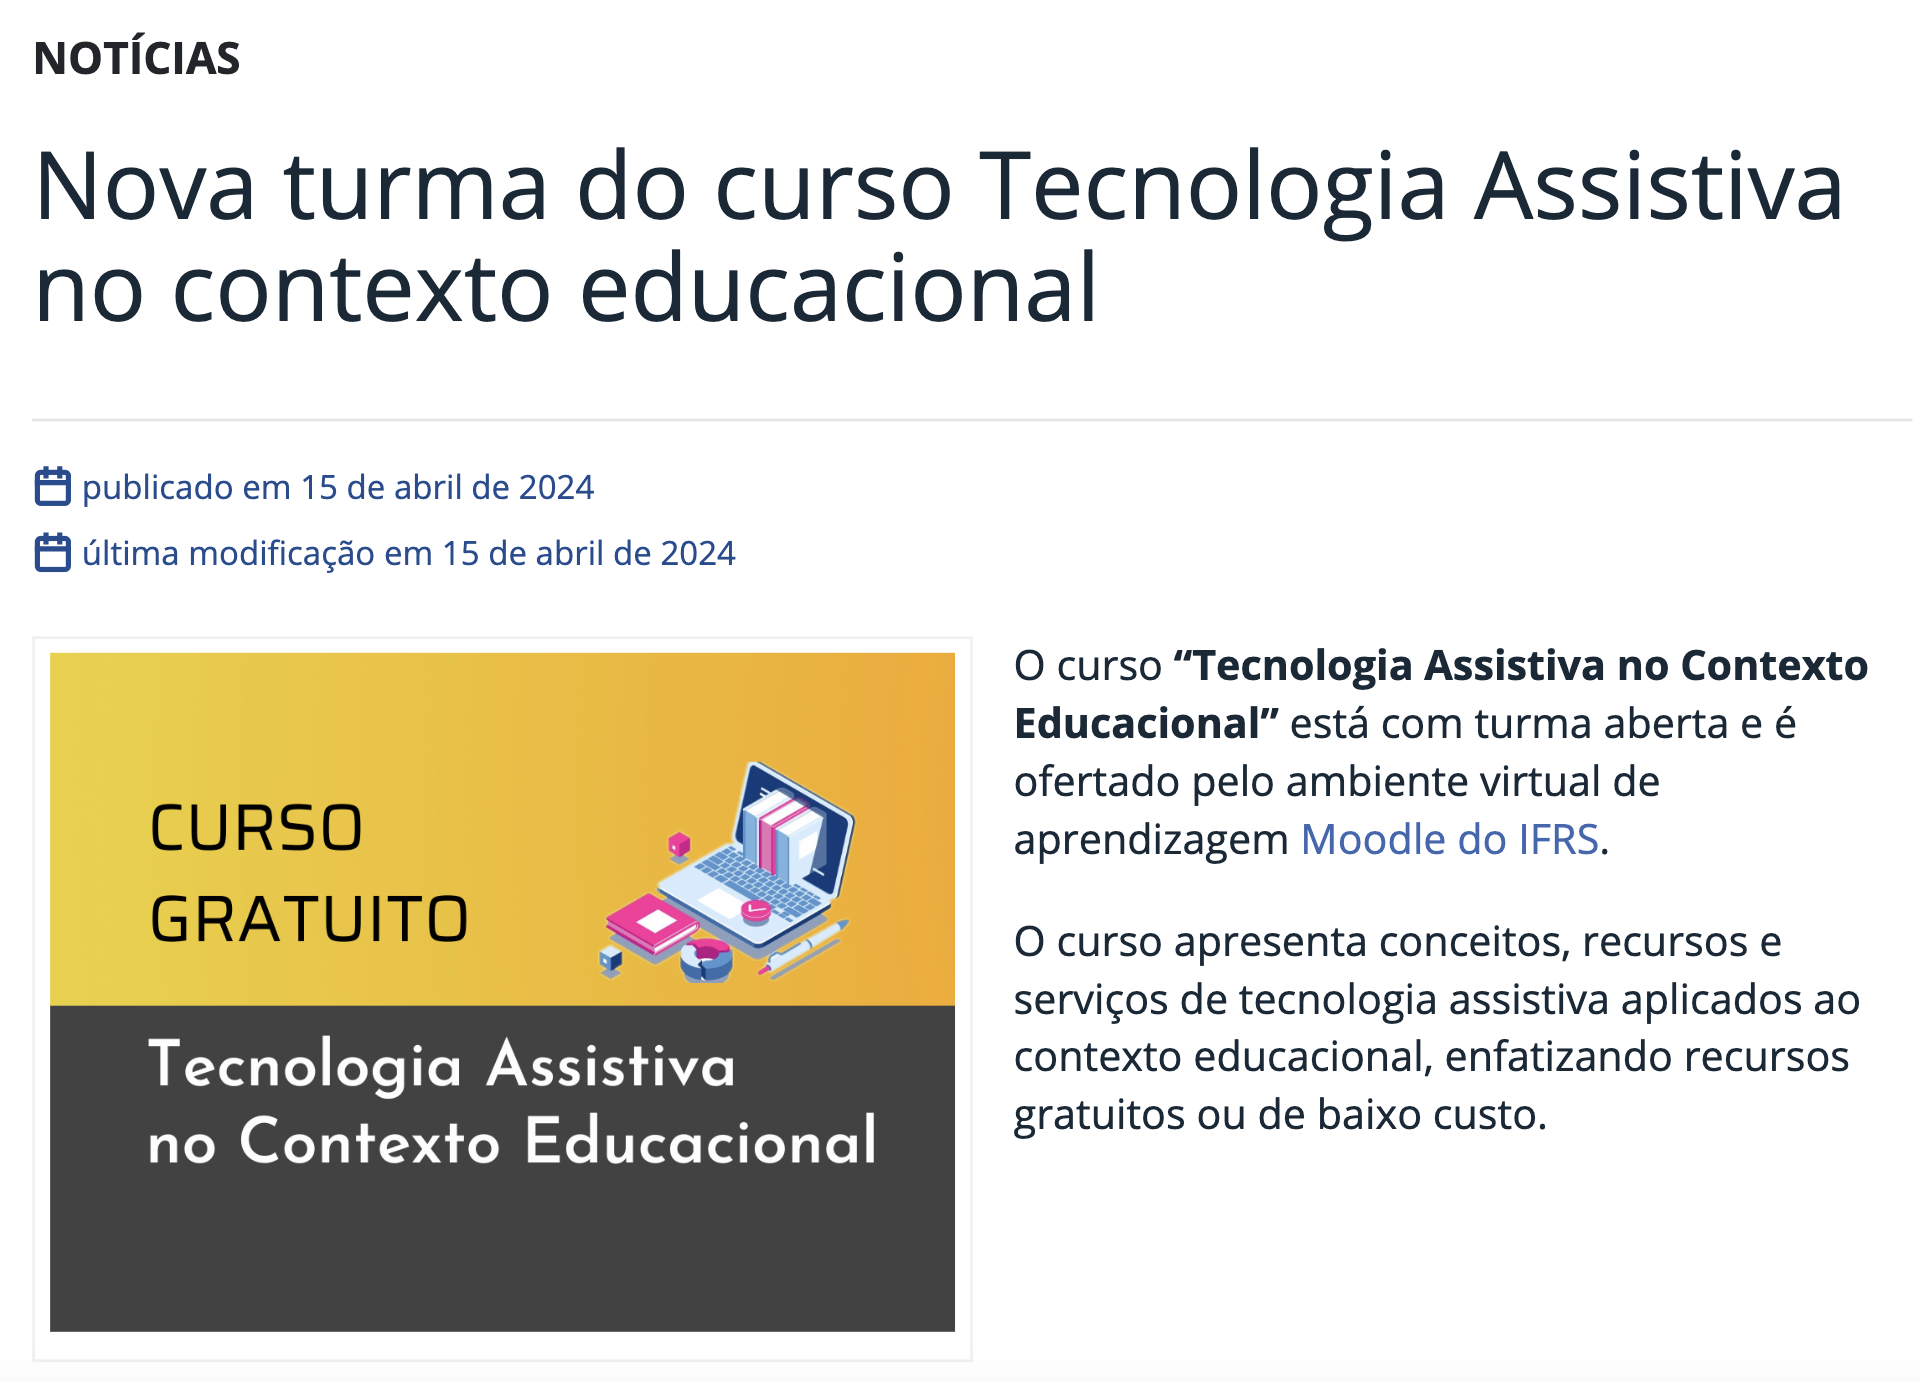 NOTÍCIAS
Nova turma do curso Tecnologia Assistiva
no contexto educacional
publicado em 15 de abril de 2024
última modificação em 15 de abril de 2024
CURSO
GRATUITO
Tecnologia Assistiva
no Contexto Educacional
O curso “Tecnologia Assistiva no Contexto
Educacional” está com turma aberta e é
ofertado pelo ambiente virtual de
aprendizagem Moodle do IFRS.
O curso apresenta conceitos, recursos e
serviços de tecnologia assistiva aplicados ao
contexto educacional, enfatizando recursos
gratuitos ou de baixo custo.